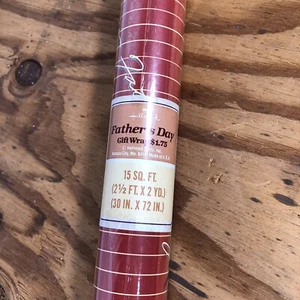 Father's Day
Gift Wrap $1.75
15 SQ. FT.
(2½ FT. X 2 YD.)
(30 IN. X 72 IN.)